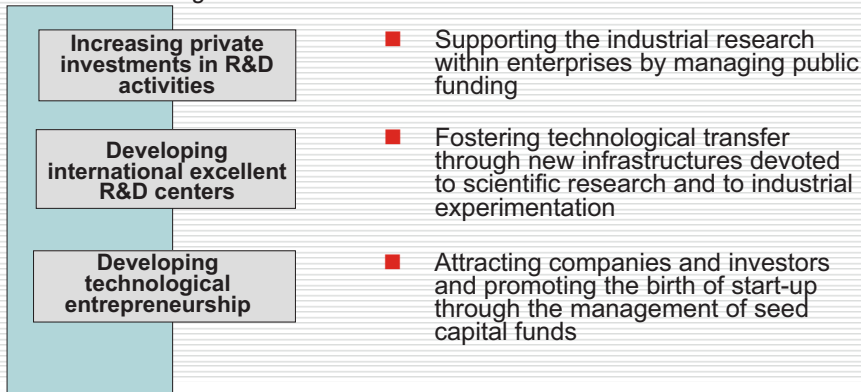 Increasing private
investments in R&D
activities
Supporting the industrial research
within enterprises by managing public
funding
Developing
international excellent
R&D centers
Fostering technological transfer
through new infrastructures devoted
to scientific research and to industrial
experimentation
Developing
technological
entrepreneurship
Attracting companies and investors
and promoting the birth of start-up
through the management of seed
capital funds